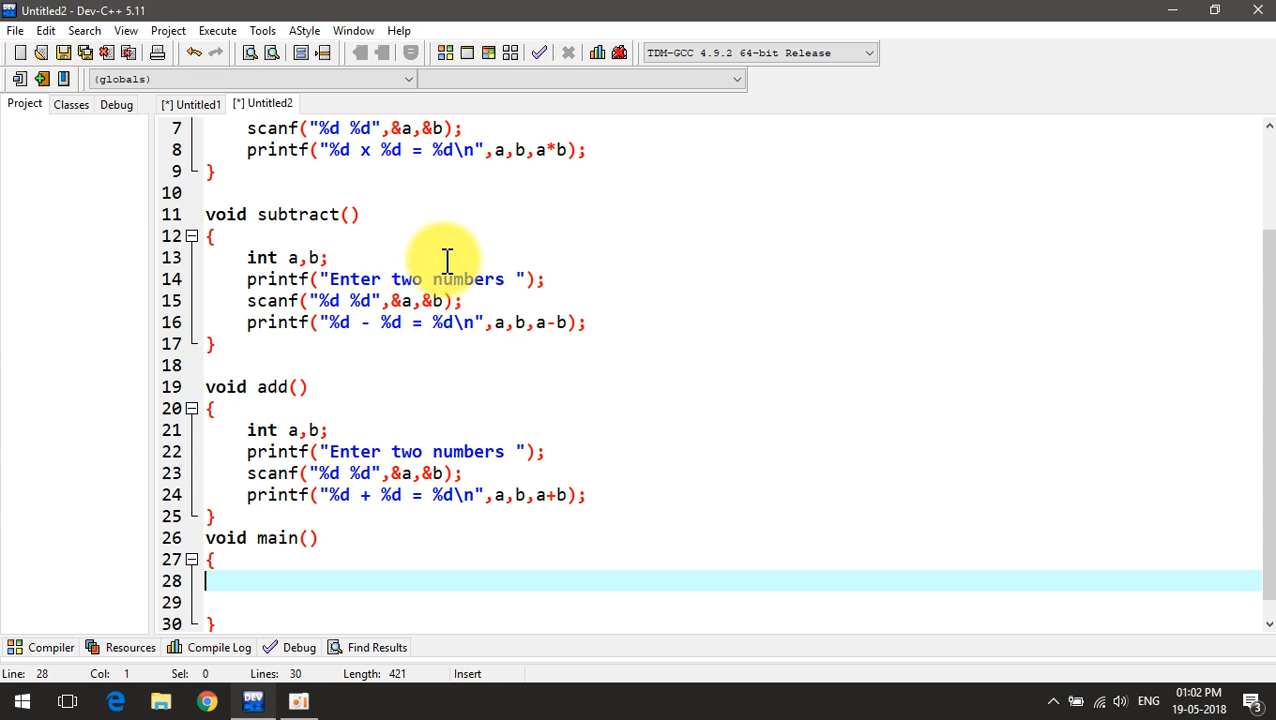 Untitled2 - Dev-C++ 5.11
File Edit Search View Project Execute Tools AStyle Window Help
TDM-GCC 4.9.2 64-bit Release
(globals)
Project Classes Debug [*] Untitled1 [*] Untitled2
7 scanf("%d %d",&a,&b);
8 printf("%d x %d = %d\n",a,b,a*b);
9 }
10
11 void subtract()
12 {
13 int a,b;
14 printf("Enter two numbers ");
15 scanf("%d %d",&a,&b);
16 printf("%d - %d = %d\n",a,b,a-b);
17 }
18
19 void add()
20 {
21 int a,b;
22 printf("Enter two numbers ");
23 scanf("%d %d",&a,&b);
24 printf("%d + %d = %d\n",a,b,a+b);
25 }
26 void main()
27 {
28
29
30 }
Compiler Resources Compile Log Debug Find Results
Line: 28 Col: 1 Sel: 0 Lines: 30 Length: 421 Insert
DEV ENG 01:02 PM
19-05-2018 3